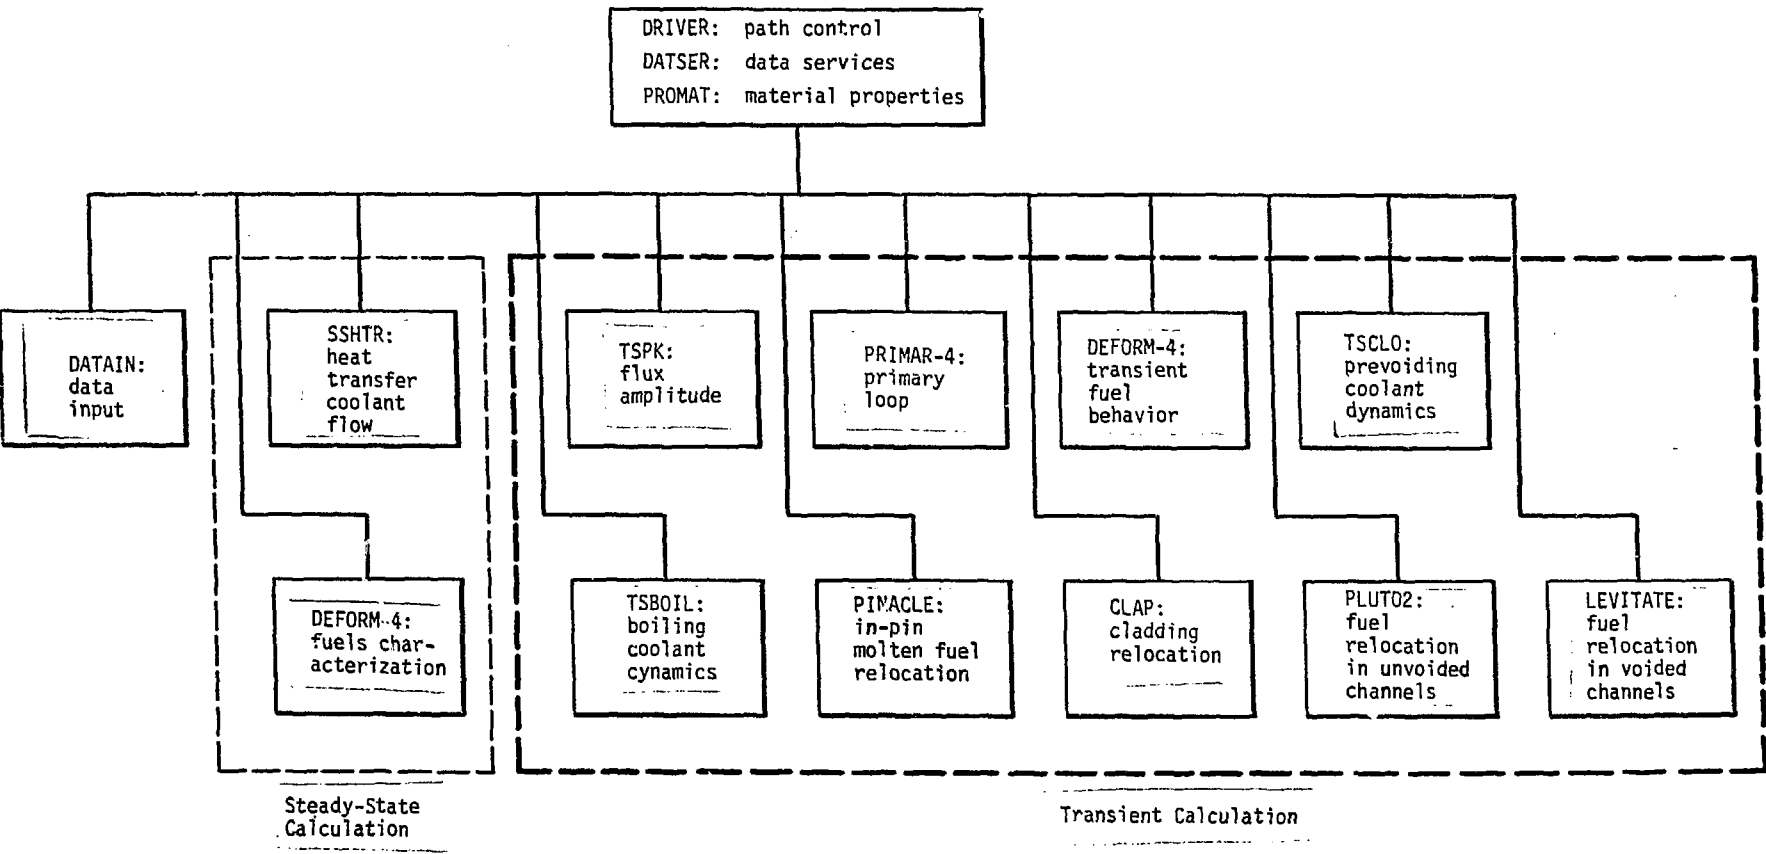 DRIVER: path control
DATSER: data services
PROMAT: material properties
DATAIN:
data
input
SSHTR:
heat
transfer
coolant
flow
TSPK:
flux
amplitude
PRIMAR-4:
primary
loop
DEFORM-4:
transient
fuel
behavior
TSCLO:
prevoiding
coolant
dynamics
DEFORM-4:
fuels char-
acterization
TSBOIL:
boiling
coolant
cynamics
PINACLE:
in-pin
molten fuel
relocation
CLAP:
cladding
relocation
PLUTO2:
fuel
relocation
in unvoided
channels
LEVITATE:
fuel
relocation
in voided
channels
Steady-State
Calculation
Transient Calculation